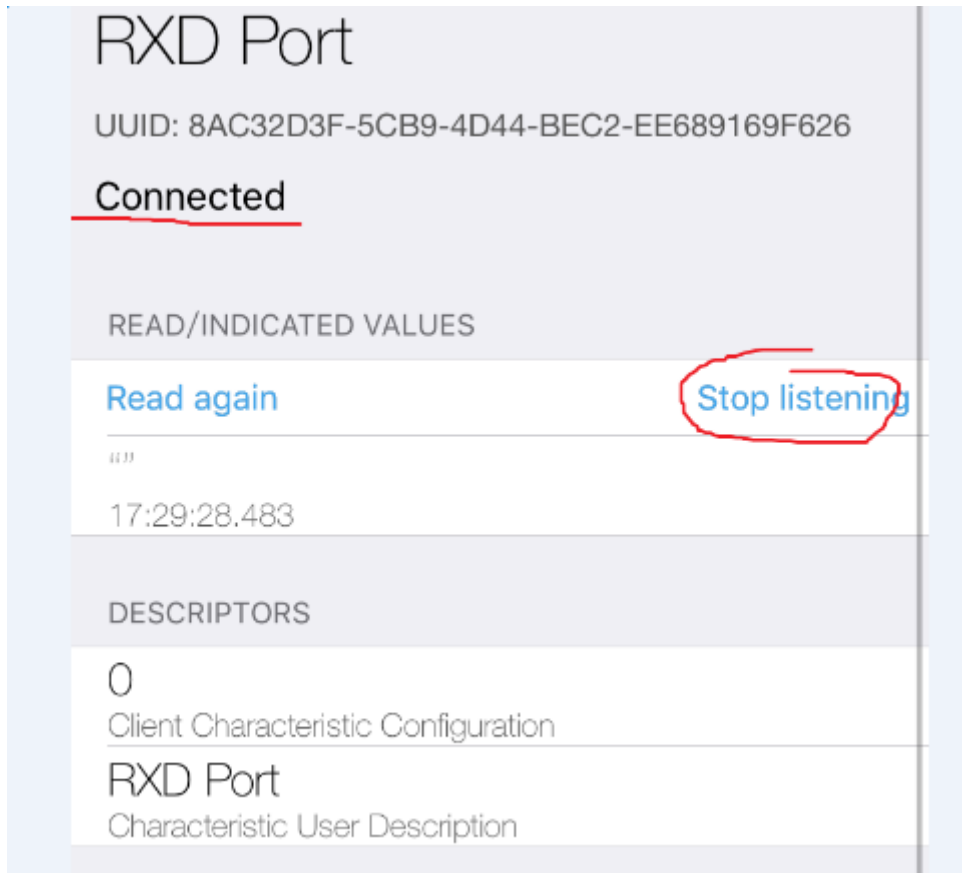 RXD Port
UUID: 8AC32D3F-5CB9-4D44-BEC2-EE689169F626
Connected
READ/INDICATED VALUES
Read again Stop listening
“”
17:29:28.483
DESCRIPTORS
0
Client Characteristic Configuration
RXD Port
Characteristic User Description